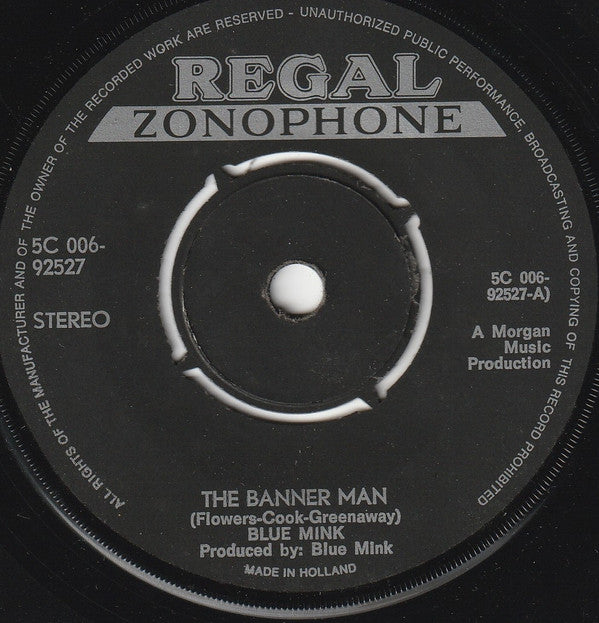 ALL RIGHTS OF THE MANUFACTURER AND OF THE OWNER OF THE RECORDED WORK ARE RESERVED - UNAUTHORIZED PUBLIC PERFORMANCE, BROADCASTING AND COPYING OF THIS RECORD PROHIBITED
REGAL
ZONOPHONE
5C 006-
92527
STEREO
5C 006-
92527-A)
A Morgan
Music
Production
THE BANNER MAN
(Flowers-Cook-Greenaway)
BLUE MINK
Produced by: Blue Mink
MADE IN HOLLAND